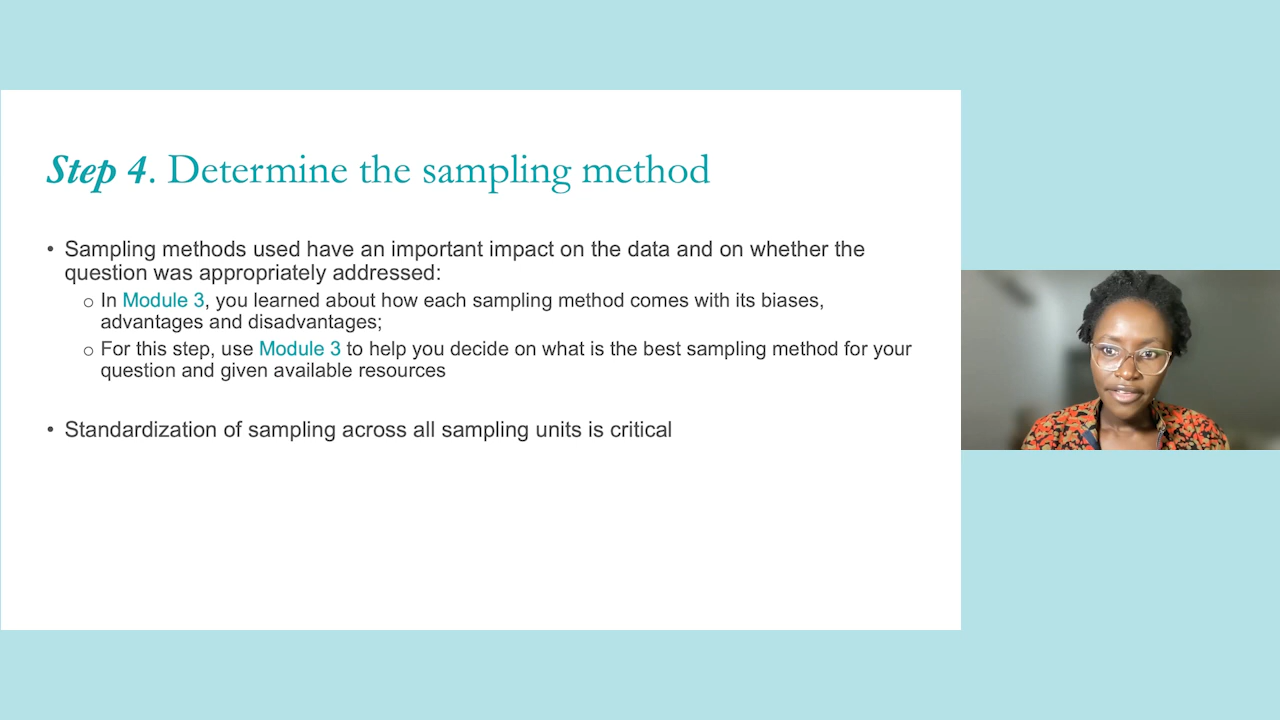 Step 4. Determine the sampling method
• Sampling methods used have an important impact on the data and on whether the
question was appropriately addressed:
o In Module 3, you learned about how each sampling method comes with its biases,
advantages and disadvantages;
o For this step, use Module 3 to help you decide on what is the best sampling method for your
question and given available resources
• Standardization of sampling across all sampling units is critical